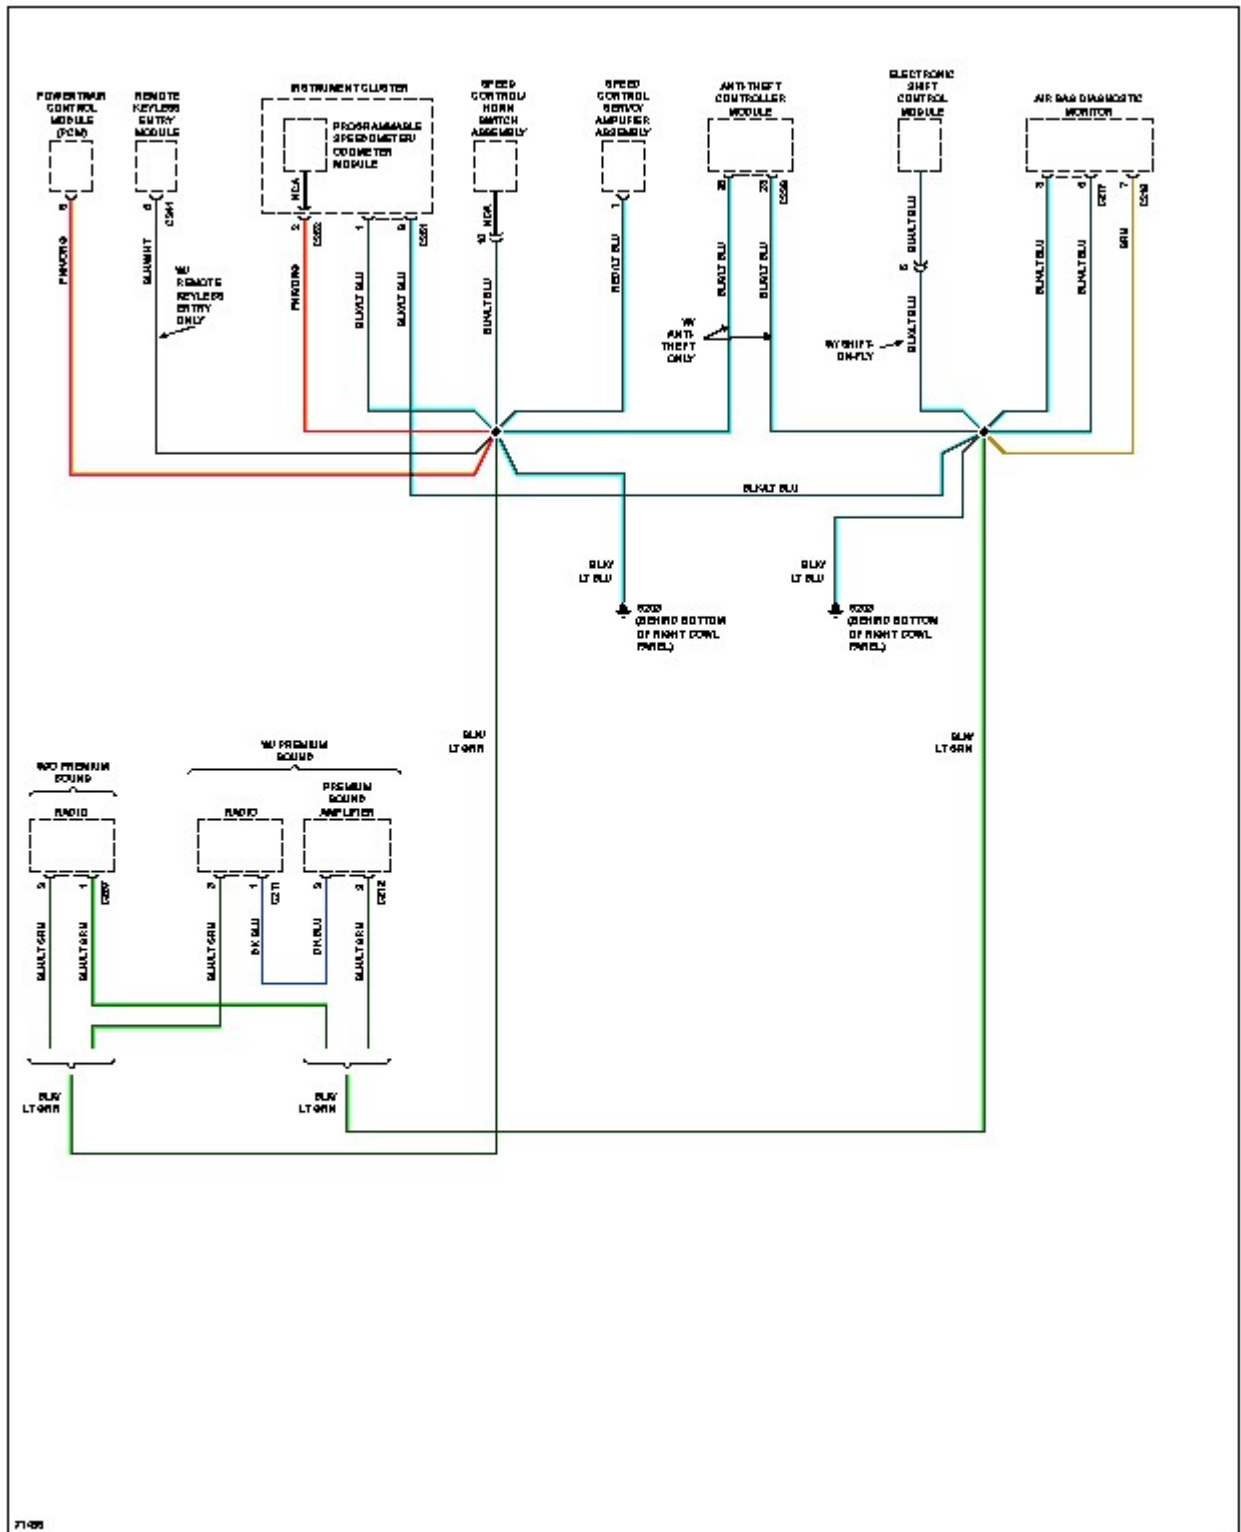 POWERTRAIN
CONTROL
MODULE
(PCM)
REMOTE
KEYLESS
ENTRY
MODULE
INSTRUMENT CLUSTER
PROGRAMMABLE
SPEEDOMETER/
ODOMETER
MODULE
SPEED
CONTROL/
HORN
SWITCH
ASSEMBLY
SPEED
CONTROL
SERVO/
AMPLIFIER
ASSEMBLY
ANTI-THEFT
CONTROLLER
MODULE
ELECTRONIC
SHIFT
CONTROL
MODULE
AIR BAG DIAGNOSTIC
MONITOR
NCA
NCA
1
1
7
PNK/ORG
BLK/WHT
PNK/ORG
BLK/LT BLU
BLK/LT BLU
BLK/LT BLU
RED/LT BLU
BLK/LT BLU
BLK/LT BLU
BLK/LT BLU
BLK/LT BLU
BLK/LT BLU
BLK/LT BLU
W/
REMOTE
KEYLESS
ENTRY
ONLY
W/
ANTI-
THEFT
ONLY
W/ SHIFT-
ON-FLY
BLK/LT BLU
BLK/
LT BLU
BLK/
LT BLU
(BEHIND BOTTOM
OF RIGHT COWL
PANEL)
(BEHIND BOTTOM
OF RIGHT COWL
PANEL)
BLK/
LT GRN
BLK/
LT GRN
W/O PREMIUM
SOUND
W/ PREMIUM
SOUND
RADIO
RADIO
PREMIUM
SOUND
AMPLIFIER
1
1
BLK/LT GRN
BLK/LT GRN
BLK/LT GRN
DK BLU
DK BLU
BLK/LT GRN
BLK/
LT GRN
BLK/
LT GRN